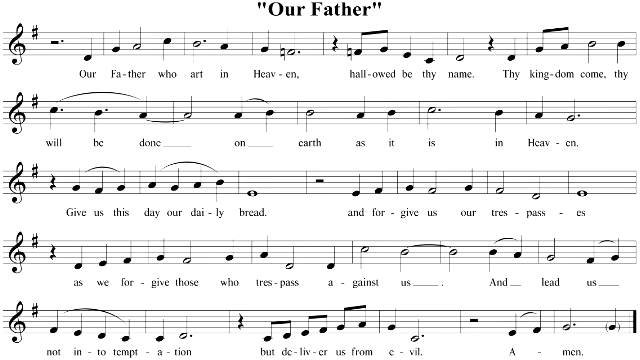 "Our Father"
Our Fa-ther who art in Heav-en, hal-lowed be thy name. Thy king-dom come, thy
will be done on earth as it is in Heav-en.
Give us this day our dai-ly bread. and for-give us our tres-pass-es
as we for-give those who tres-pass a-gainst us. And lead us
not in-to tempt-a-tion but de-liv-er us from e-vil. A-men.